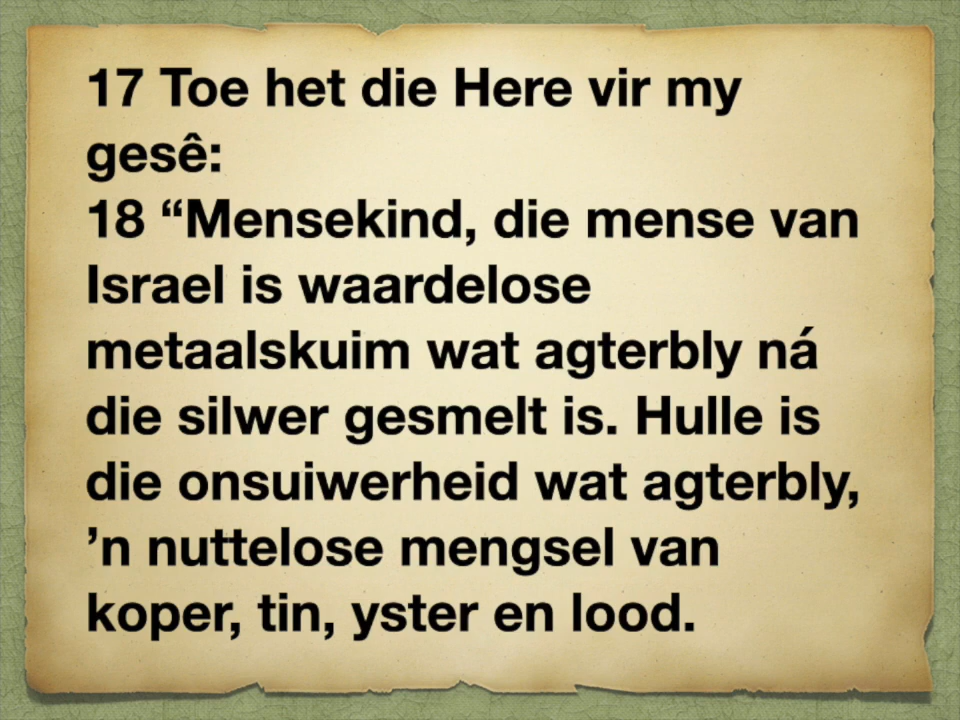 17 Toe het die Here vir my
gesê:
18 “Mensekind, die mense van
Israel is waardelose
metaalskuim wat agterbly ná
die silwer gesmelt is. Hulle is
die onsuiwerheid wat agterbly,
’n nuttelose mengsel van
koper, tin, yster en lood.